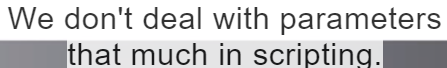 We don't deal with parameters
that much in scripting.